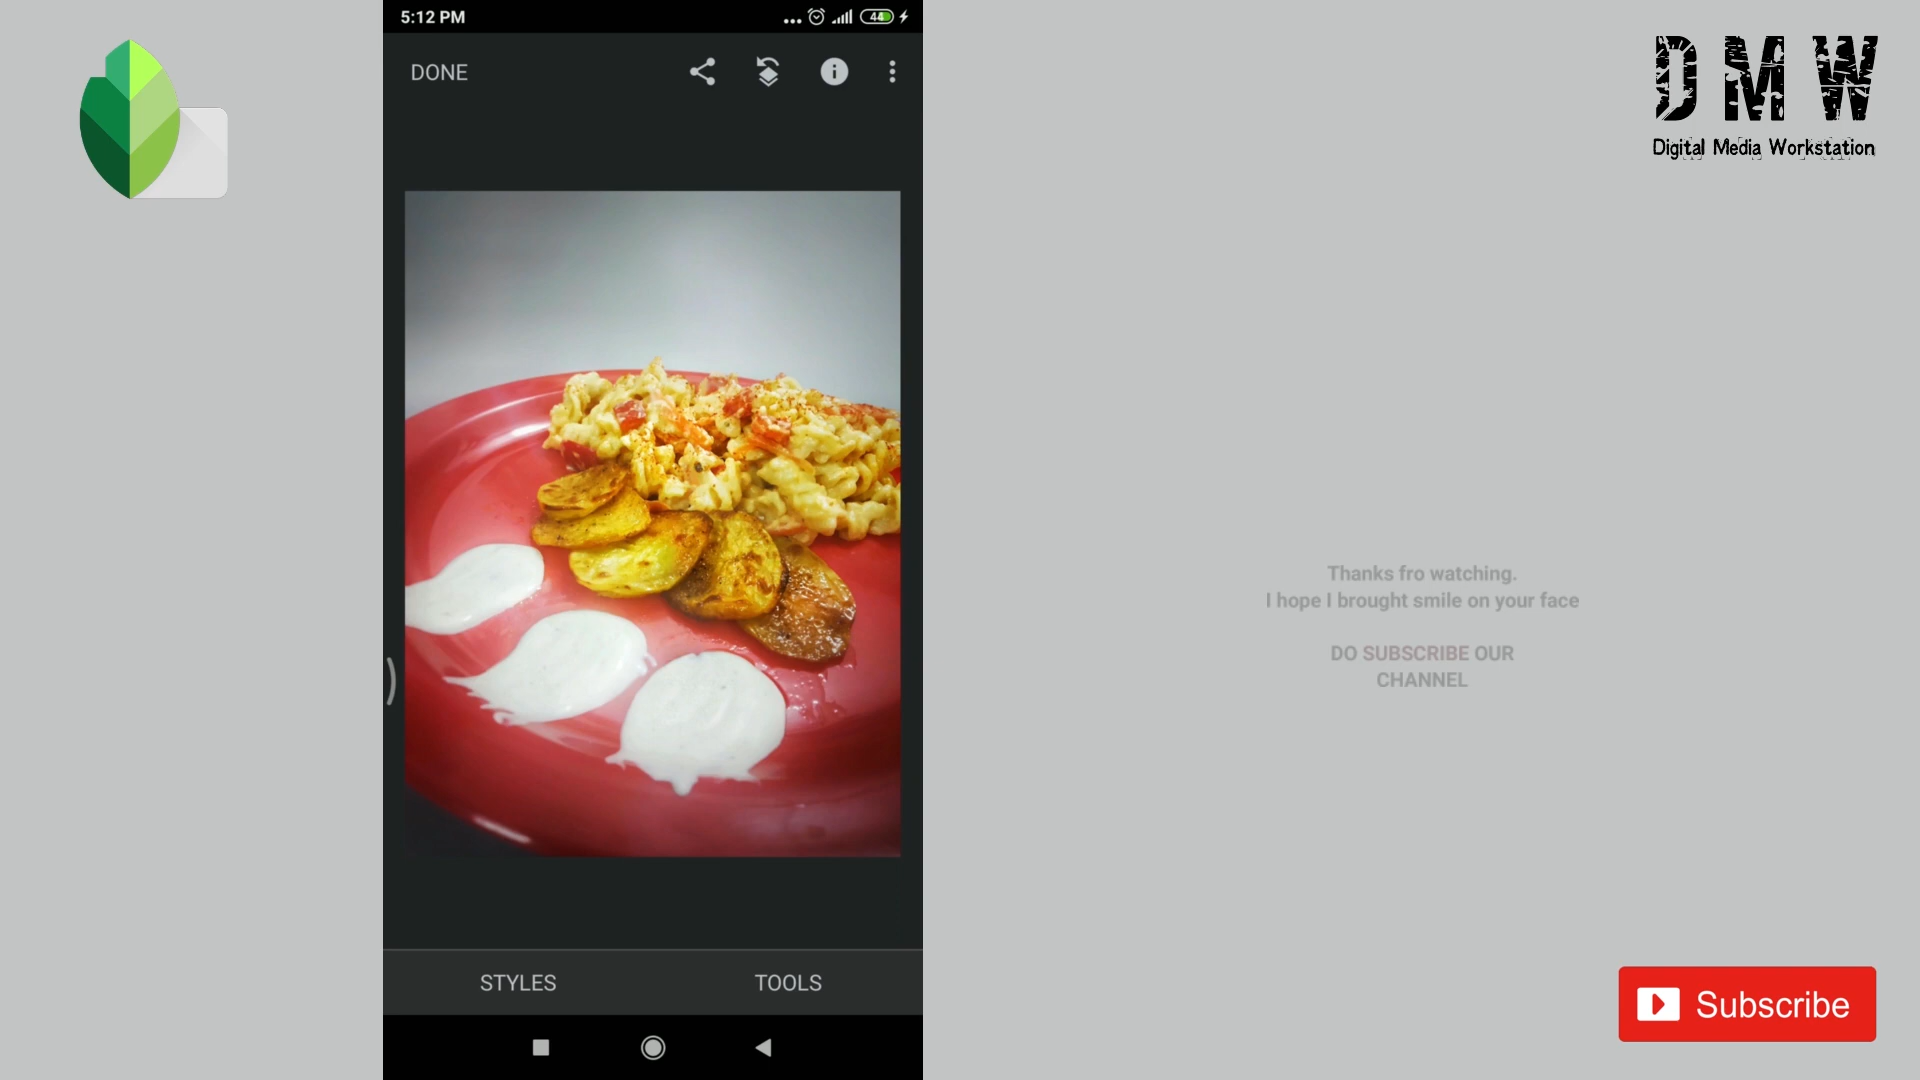 5:12 PM
44
DONE
STYLES
TOOLS
D M W
Digital Media Workstation
Thanks fro watching.
I hope I brought smile on your face
DO SUBSCRIBE OUR
CHANNEL
Subscribe